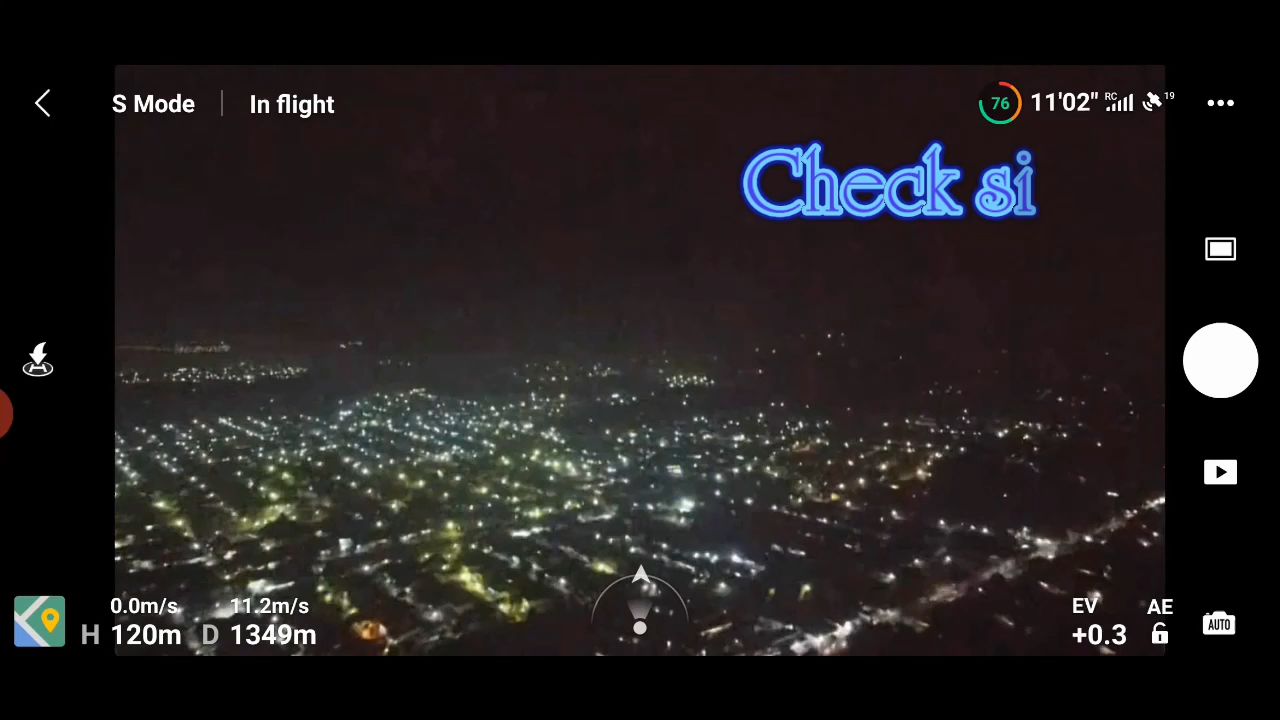 S Mode
In flight
76
11'02"
RC
19
Check si
0.0m/s
11.2m/s
H 120m
D 1349m
EV
+0.3
AE
AUTO